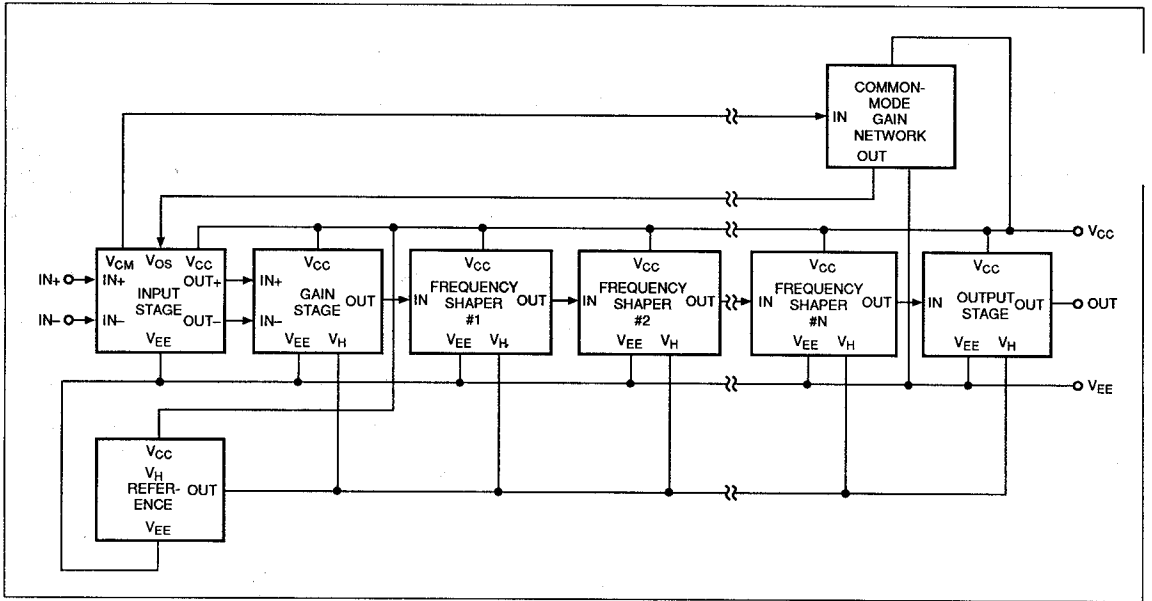 COMMON-
MODE
GAIN
NETWORK
IN
OUT
VCC
VCM VOS VCC
IN+ IN+ OUT+
INPUT
STAGE
IN– IN– OUT–
VEE
VCC
IN+
GAIN
STAGE
OUT
IN–
VEE VH
VCC
FREQUENCY
IN SHAPER OUT
#1
VEE VH
VCC
FREQUENCY
IN SHAPER OUT
#2
VEE VH
VCC
FREQUENCY
IN SHAPER OUT
#N
VEE VH
VCC
IN OUTPUT OUT
STAGE
VEE VH
OUT
VEE
VCC
VH
REFER-
ENCE
OUT
VEE